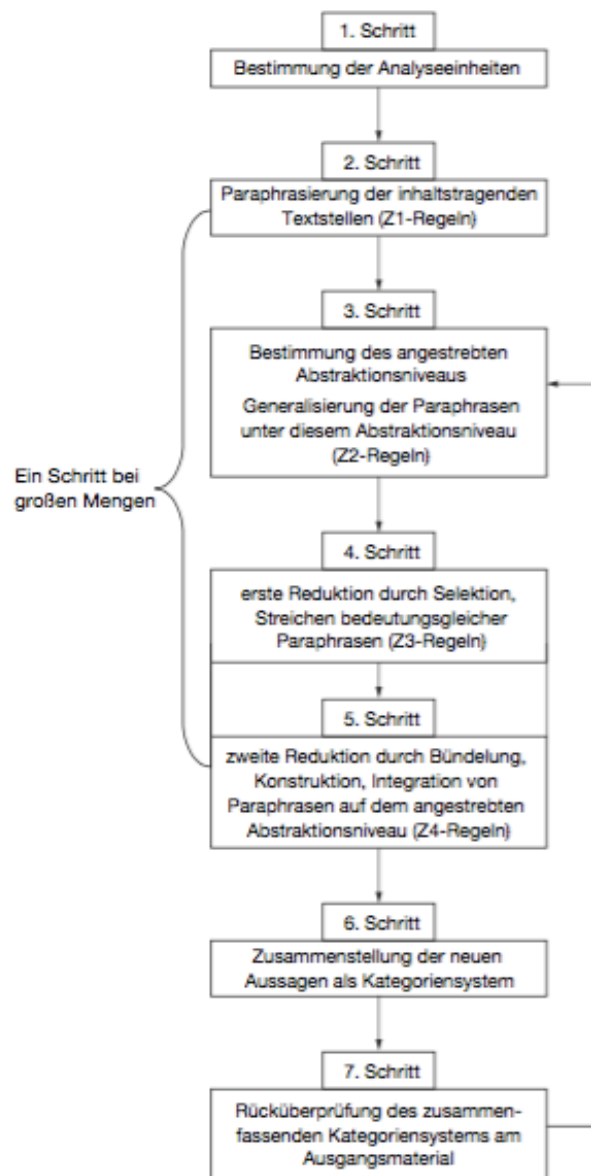 1. Schritt
Bestimmung der Analyseeinheiten
2. Schritt
Paraphrasierung der inhaltstragenden
Textstellen (Z1-Regeln)
3. Schritt
Bestimmung des angestrebten
Abstraktionsniveaus
Generalisierung der Paraphrasen
unter diesem Abstraktionsniveau
(Z2-Regeln)
Ein Schritt bei
großen Mengen
4. Schritt
erste Reduktion durch Selektion,
Streichen bedeutungsgleicher
Paraphrasen (Z3-Regeln)
5. Schritt
zweite Reduktion durch Bündelung,
Konstruktion, Integration von
Paraphrasen auf dem angestrebten
Abstraktionsniveau (Z4-Regeln)
6. Schritt
Zusammenstellung der neuen
Aussagen als Kategoriensystem
7. Schritt
Rücküberprüfung des zusammen-
fassenden Kategoriensystems am
Ausgangsmaterial